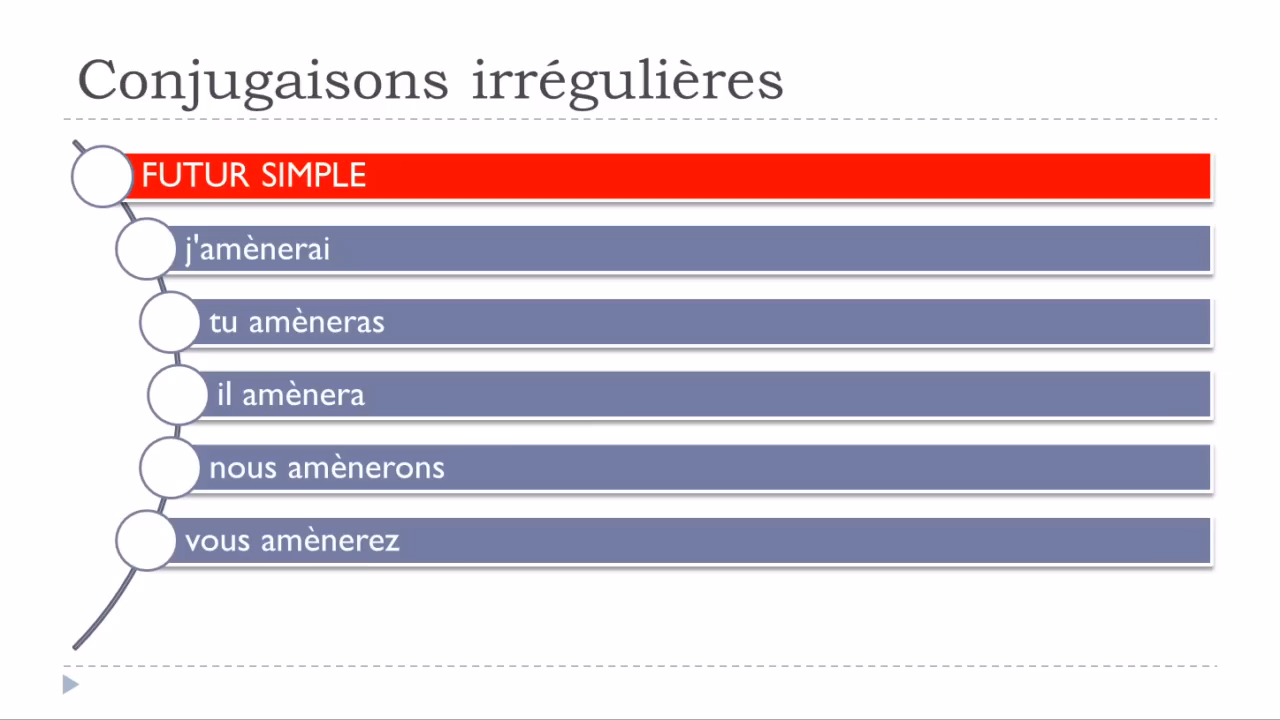 Conjugaisons irrégulières
FUTUR SIMPLE
j'amènerai
tu amèneras
il amènera
nous amènerons
vous amènerez